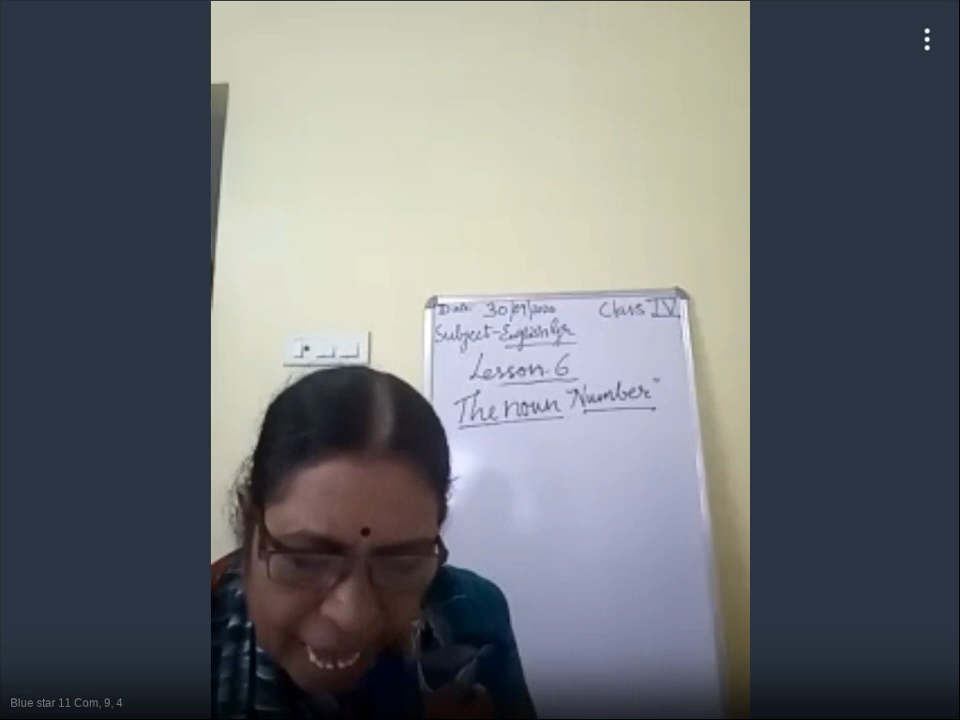 Date 30/09/2020 Class IV
Subject-English Gr
Lesson-6
The noun "Number"
Blue star 11 Com, 9, 4